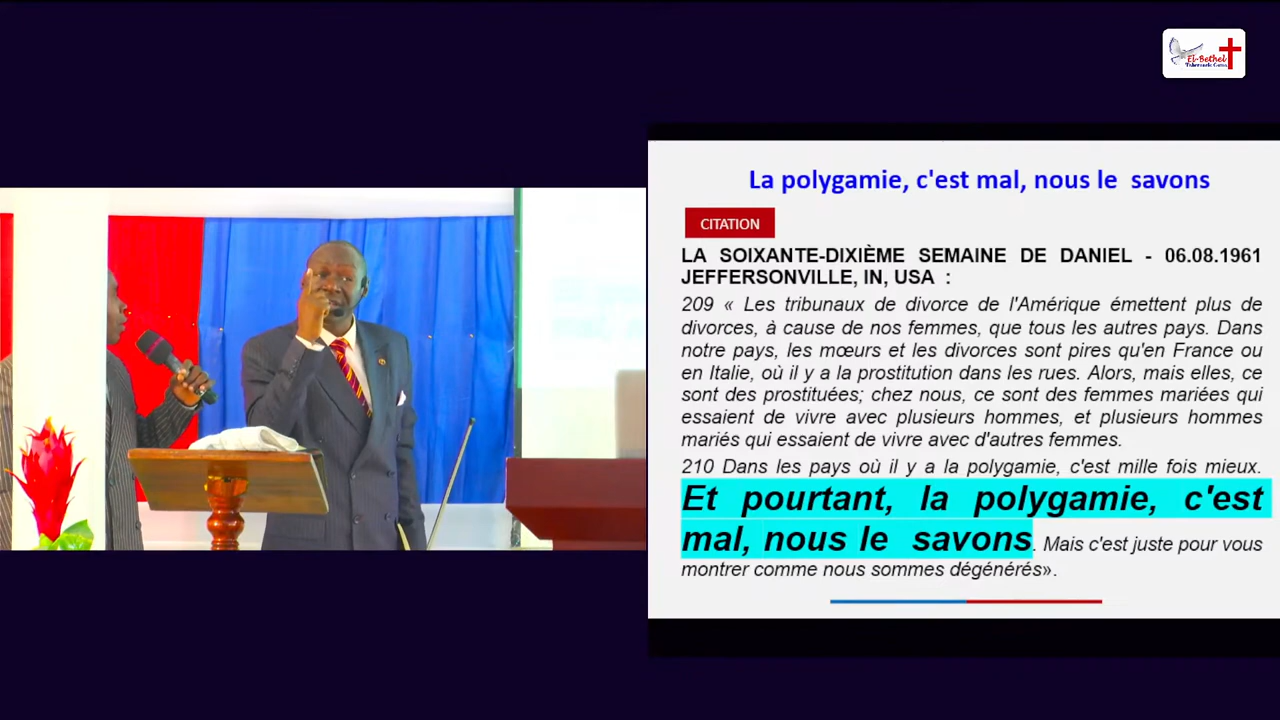 El-Bethel
Tabernacle Goma
La polygamie, c'est mal, nous le savons
CITATION
LA SOIXANTE-DIXIÈME SEMAINE DE DANIEL - 06.08.1961
JEFFERSONVILLE, IN, USA :
209 « Les tribunaux de divorce de l'Amérique émettent plus de
divorces, à cause de nos femmes, que tous les autres pays. Dans
notre pays, les mœurs et les divorces sont pires qu'en France ou
en Italie, où il y a la prostitution dans les rues. Alors, mais elles, ce
sont des prostituées; chez nous, ce sont des femmes mariées qui
essaient de vivre avec plusieurs hommes, et plusieurs hommes
mariés qui essaient de vivre avec d'autres femmes.
210 Dans les pays où il y a la polygamie, c'est mille fois mieux.
Et pourtant, la polygamie, c'est
mal, nous le savons. Mais c'est juste pour vous
montrer comme nous sommes dégénérés».